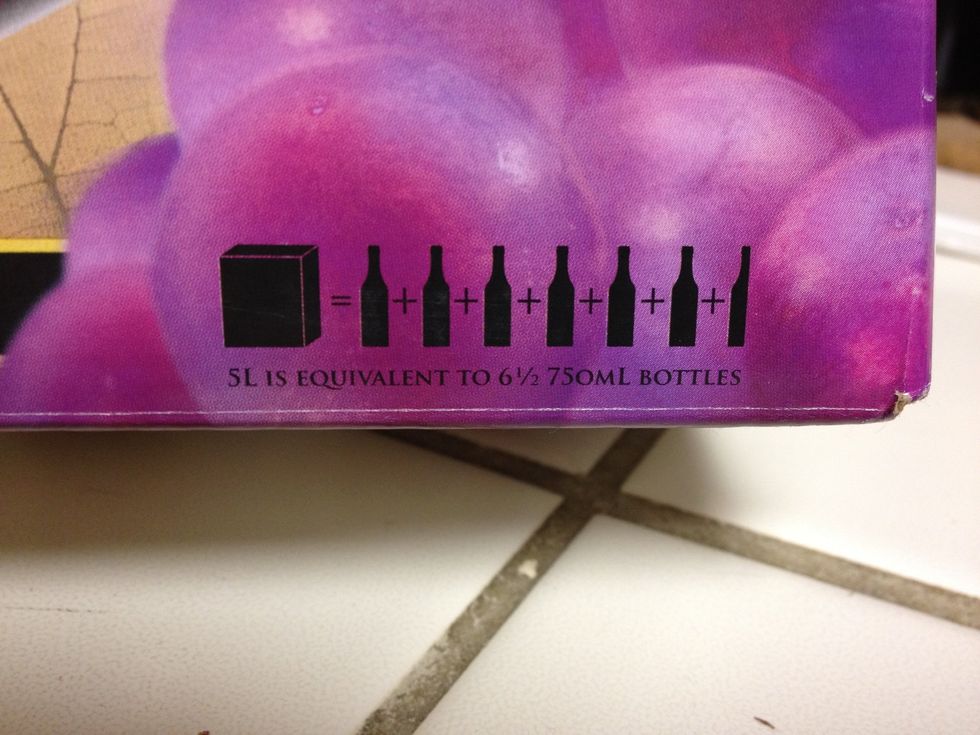 = + + + + + +
5L IS EQUIVALENT TO 6½ 750ML BOTTLES